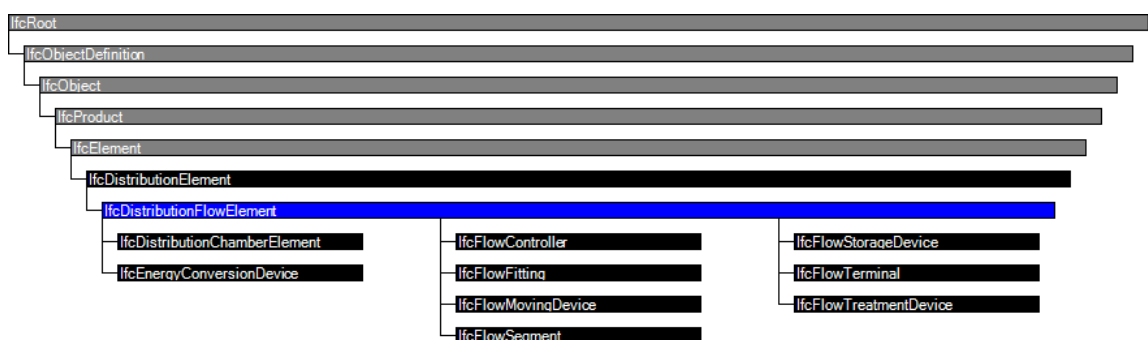 IfcRoot
IfcObjectDefinition
IfcObject
IfcProduct
IfcElement
IfcDistributionElement
IfcDistributionFlowElement
IfcDistributionChamberElement
IfcEnergyConversionDevice
IfcFlowController
IfcFlowFitting
IfcFlowMovingDevice
IfcFlowSegment
IfcFlowStorageDevice
IfcFlowTerminal
IfcFlowTreatmentDevice